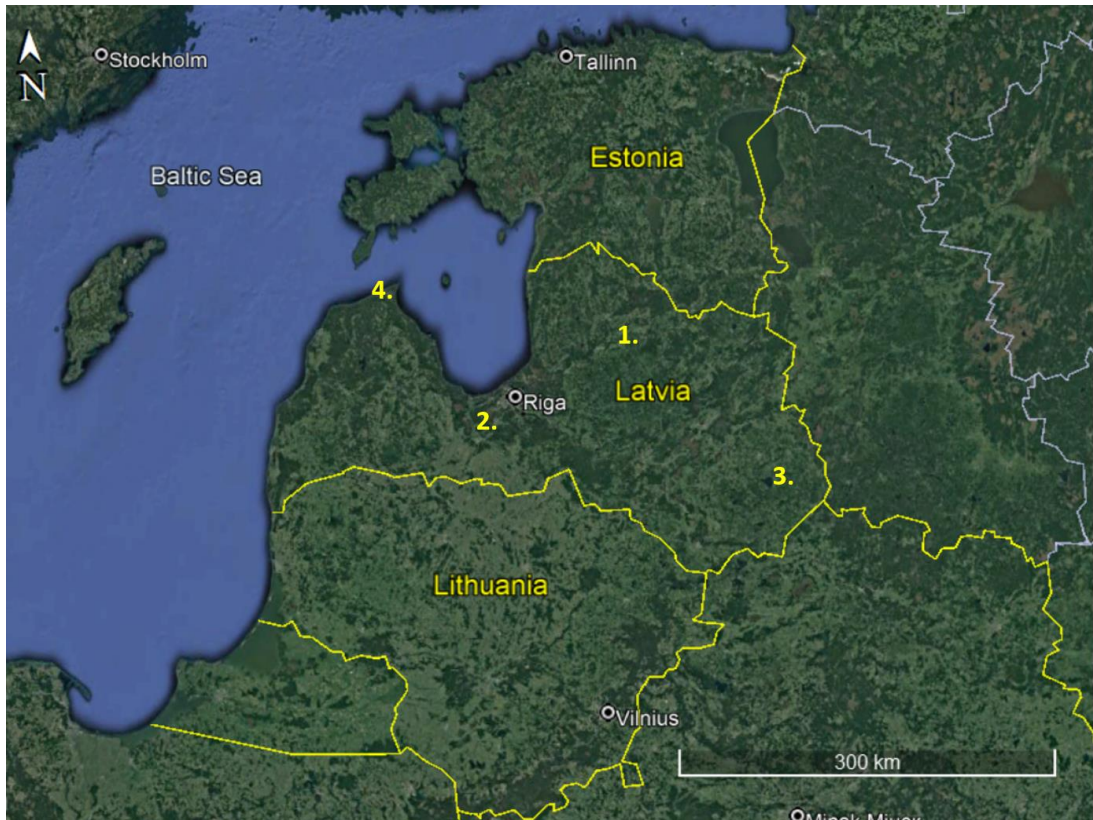 N
Stockholm
Tallinn
Estonia
Baltic Sea
4.
1.
Latvia
Riga
2.
3.
Lithuania
Vilnius
300 km